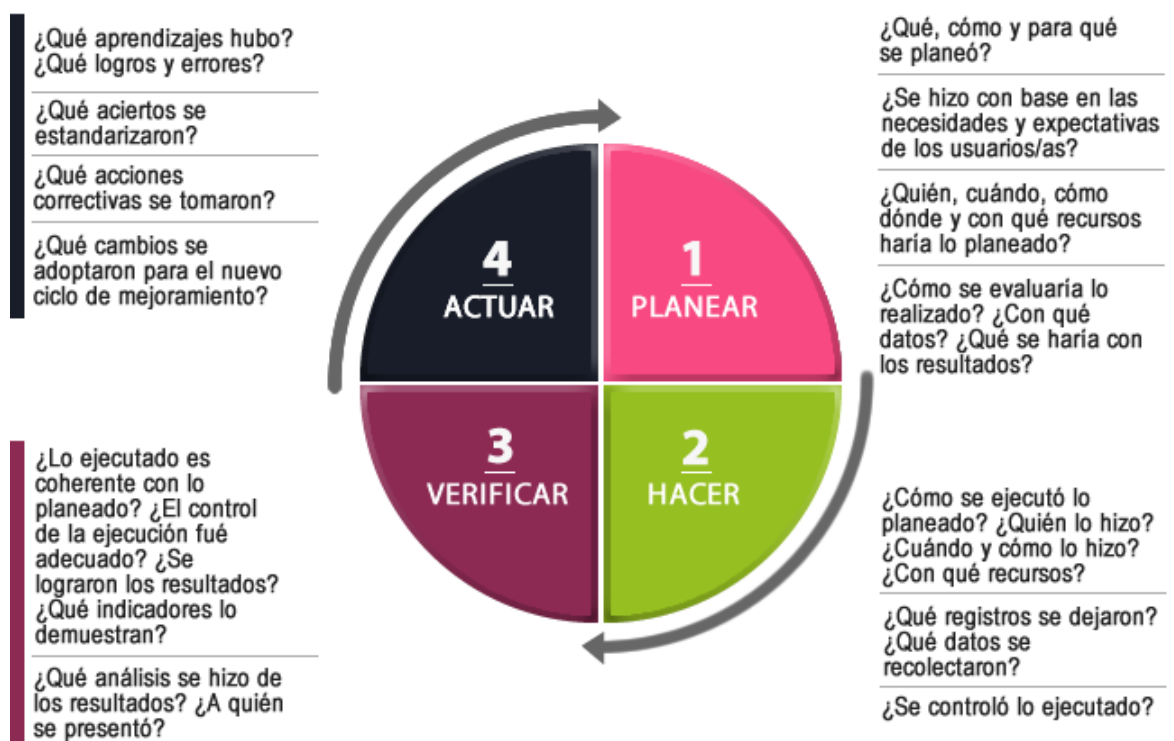 ¿Qué aprendizajes hubo?
¿Qué logros y errores?
¿Qué aciertos se
estandarizaron?
¿Qué acciones
correctivas se tomaron?
¿Qué cambios se
adoptaron para el nuevo
ciclo de mejoramiento?
¿Qué, cómo y para qué
se planeó?
¿Se hizo con base en las
necesidades y expectativas
de los usuarios/as?
¿Quién, cuándo, cómo
dónde y con qué recursos
haría lo planeado?
¿Cómo se evaluaría lo
realizado? ¿Con qué
datos? ¿Qué se haría con
los resultados?
4
ACTUAR
1
PLANEAR
3
VERIFICAR
2
HACER
¿Lo ejecutado es
coherente con lo
planeado? ¿El control
de la ejecución fué
adecuado? ¿Se
lograron los resultados?
¿Qué indicadores lo
demuestran?
¿Qué análisis se hizo de
los resultados? ¿A quién
se presentó?
¿Cómo se ejecutó lo
planeado? ¿Quién lo hizo?
¿Cuándo y cómo lo hizo?
¿Con qué recursos?
¿Qué registros se dejaron?
¿Qué datos se
recolectaron?
¿Se controló lo ejecutado?